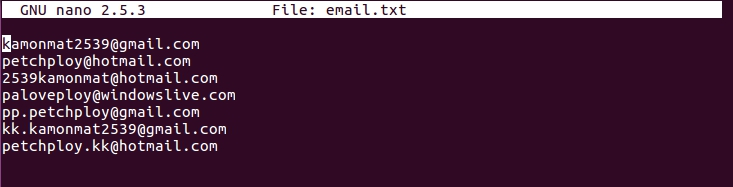 GNU nano 2.5.3 File: email.txt
kamonmat2539@gmail.com
petchploy@hotmail.com
2539kamonmat@hotmail.com
paloveploy@windowslive.com
pp.petchploy@gmail.com
kk.kamonmat2539@gmail.com
petchploy.kk@hotmail.com